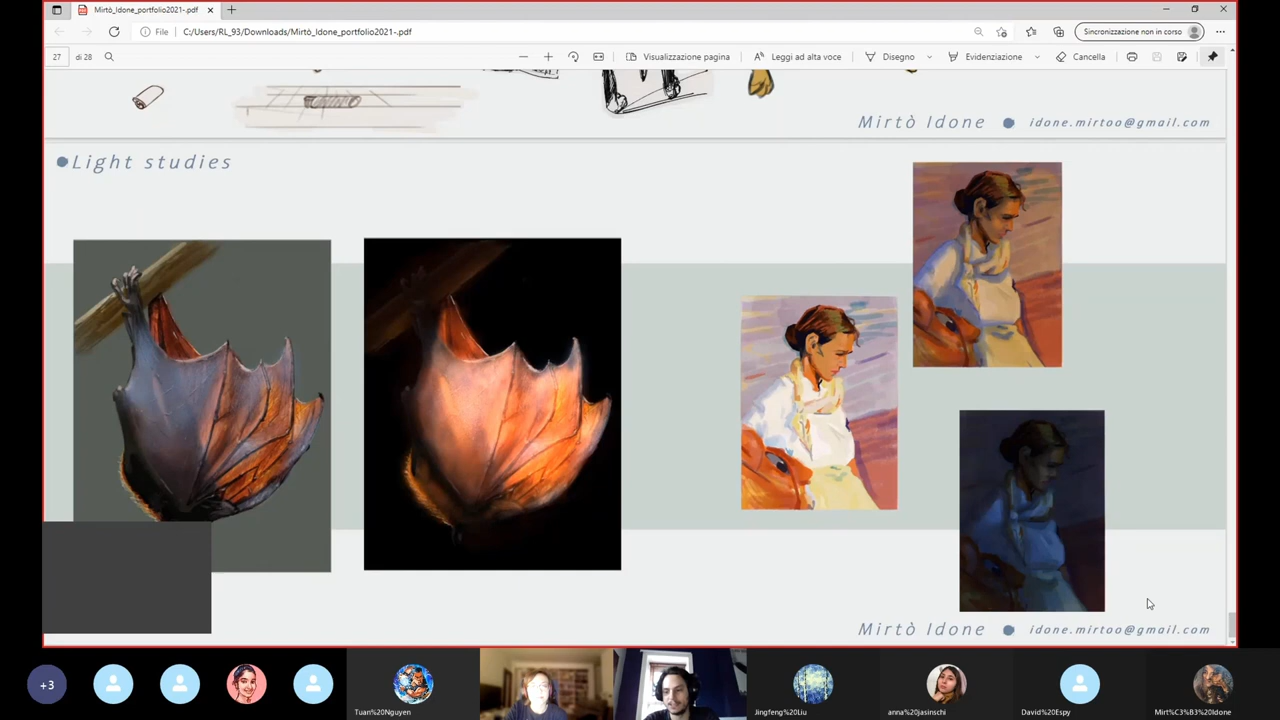 Mirtò_Idone_portfolio2021-.pdf
File
C:/Users/RL_93/Downloads/Mirtò_Idone_portfolio2021-.pdf
Sincronizzazione non in corso
27
di 28
Visualizzazione pagina
Leggi ad alta voce
Disegno
Evidenziazione
Cancella
Mirtò Idone
idone.mirtoo@gmail.com
Light studies
Mirtò Idone
idone.mirtoo@gmail.com
+3
Tuan%20Nguyen
Jingfeng%20Liu
anna%20jasinschi
David%20Espy
Mirt%C3%B3%20Idone